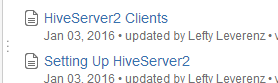 HiveServer2 Clients
Jan 03, 2016 • updated by Lefty Leverenz •
Setting Up HiveServer2
Jan 03, 2016 • updated by Lefty Leverenz •